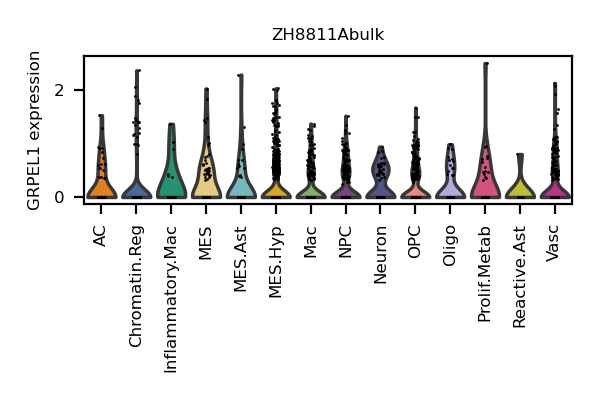 ZH8811Abulk
GRPEL1 expression
2
0
AC
Chromatin.Reg
Inflammatory.Mac
MES
MES.Ast
MES.Hyp
Mac
NPC
Neuron
OPC
Oligo
Prolif.Metab
Reactive.Ast
Vasc